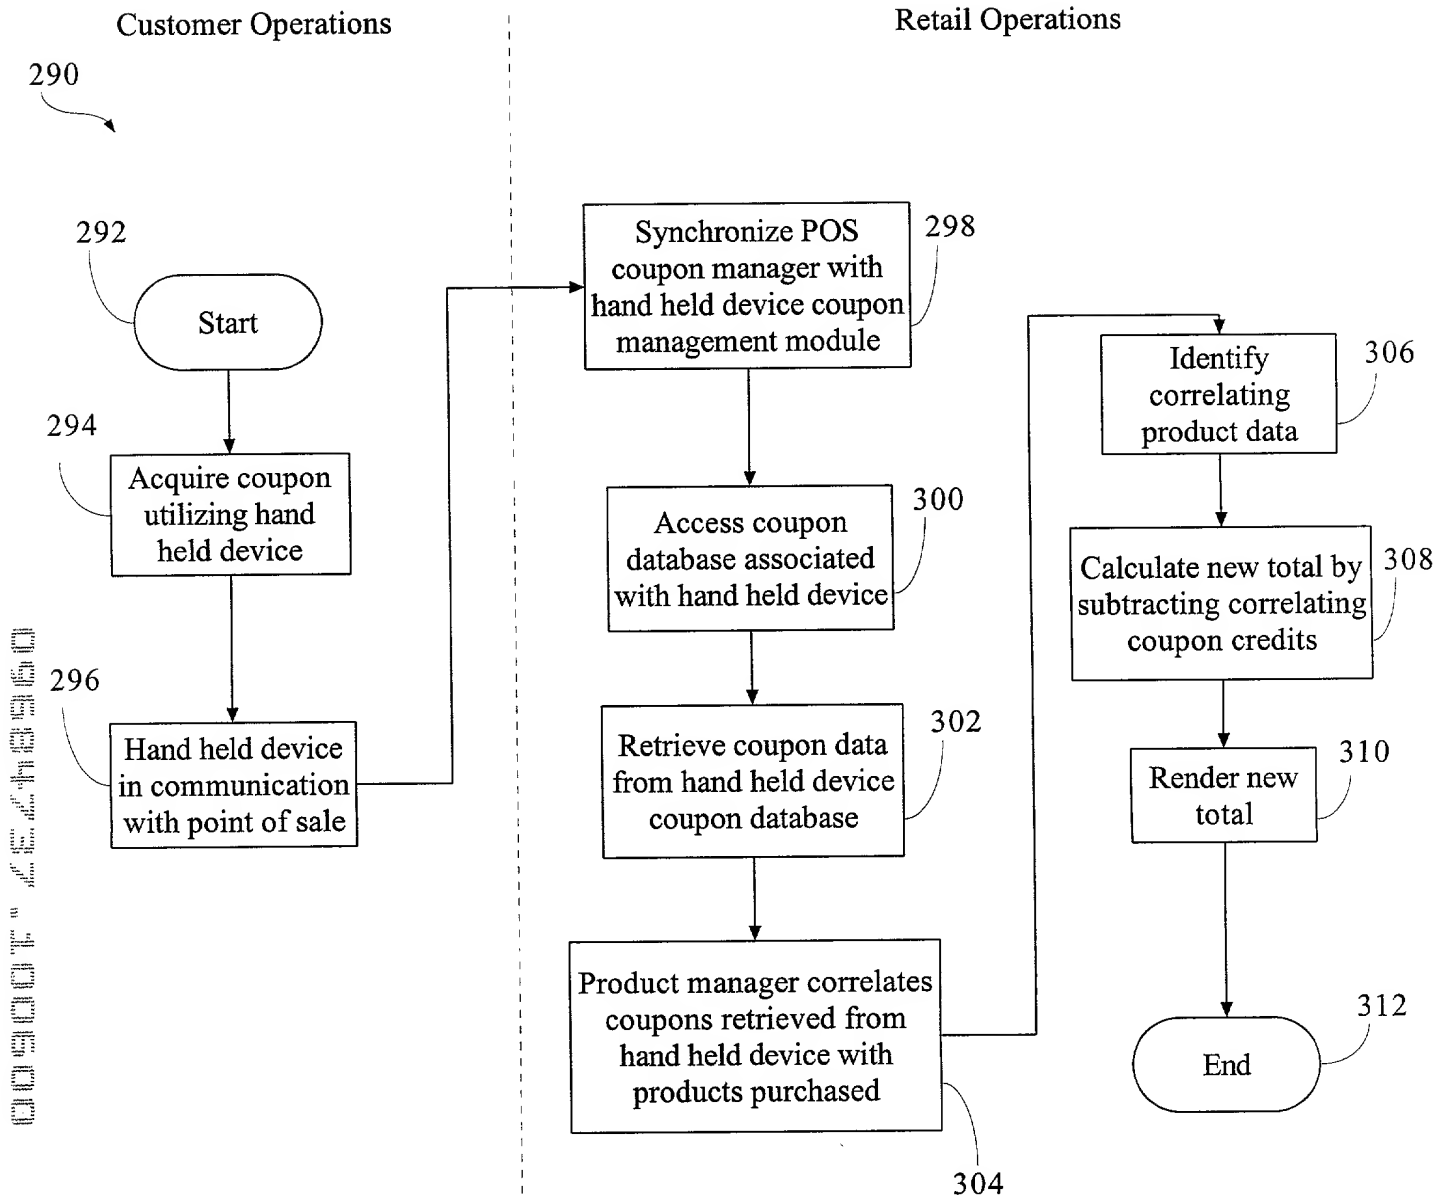 Customer Operations
Retail Operations
290
292
Start
294
Acquire coupon
utilizing hand
held device
296
Hand held device
in communication
with point of sale
298
Synchronize POS
coupon manager with
hand held device coupon
management module
300
Access coupon
database associated
with hand held device
302
Retrieve coupon data
from hand held device
coupon database
Product manager correlates
coupons retrieved from
hand held device with
products purchased
304
306
Identify
correlating
product data
308
Calculate new total by
subtracting correlating
coupon credits
310
Render new
total
312
End
09684737 . 100600